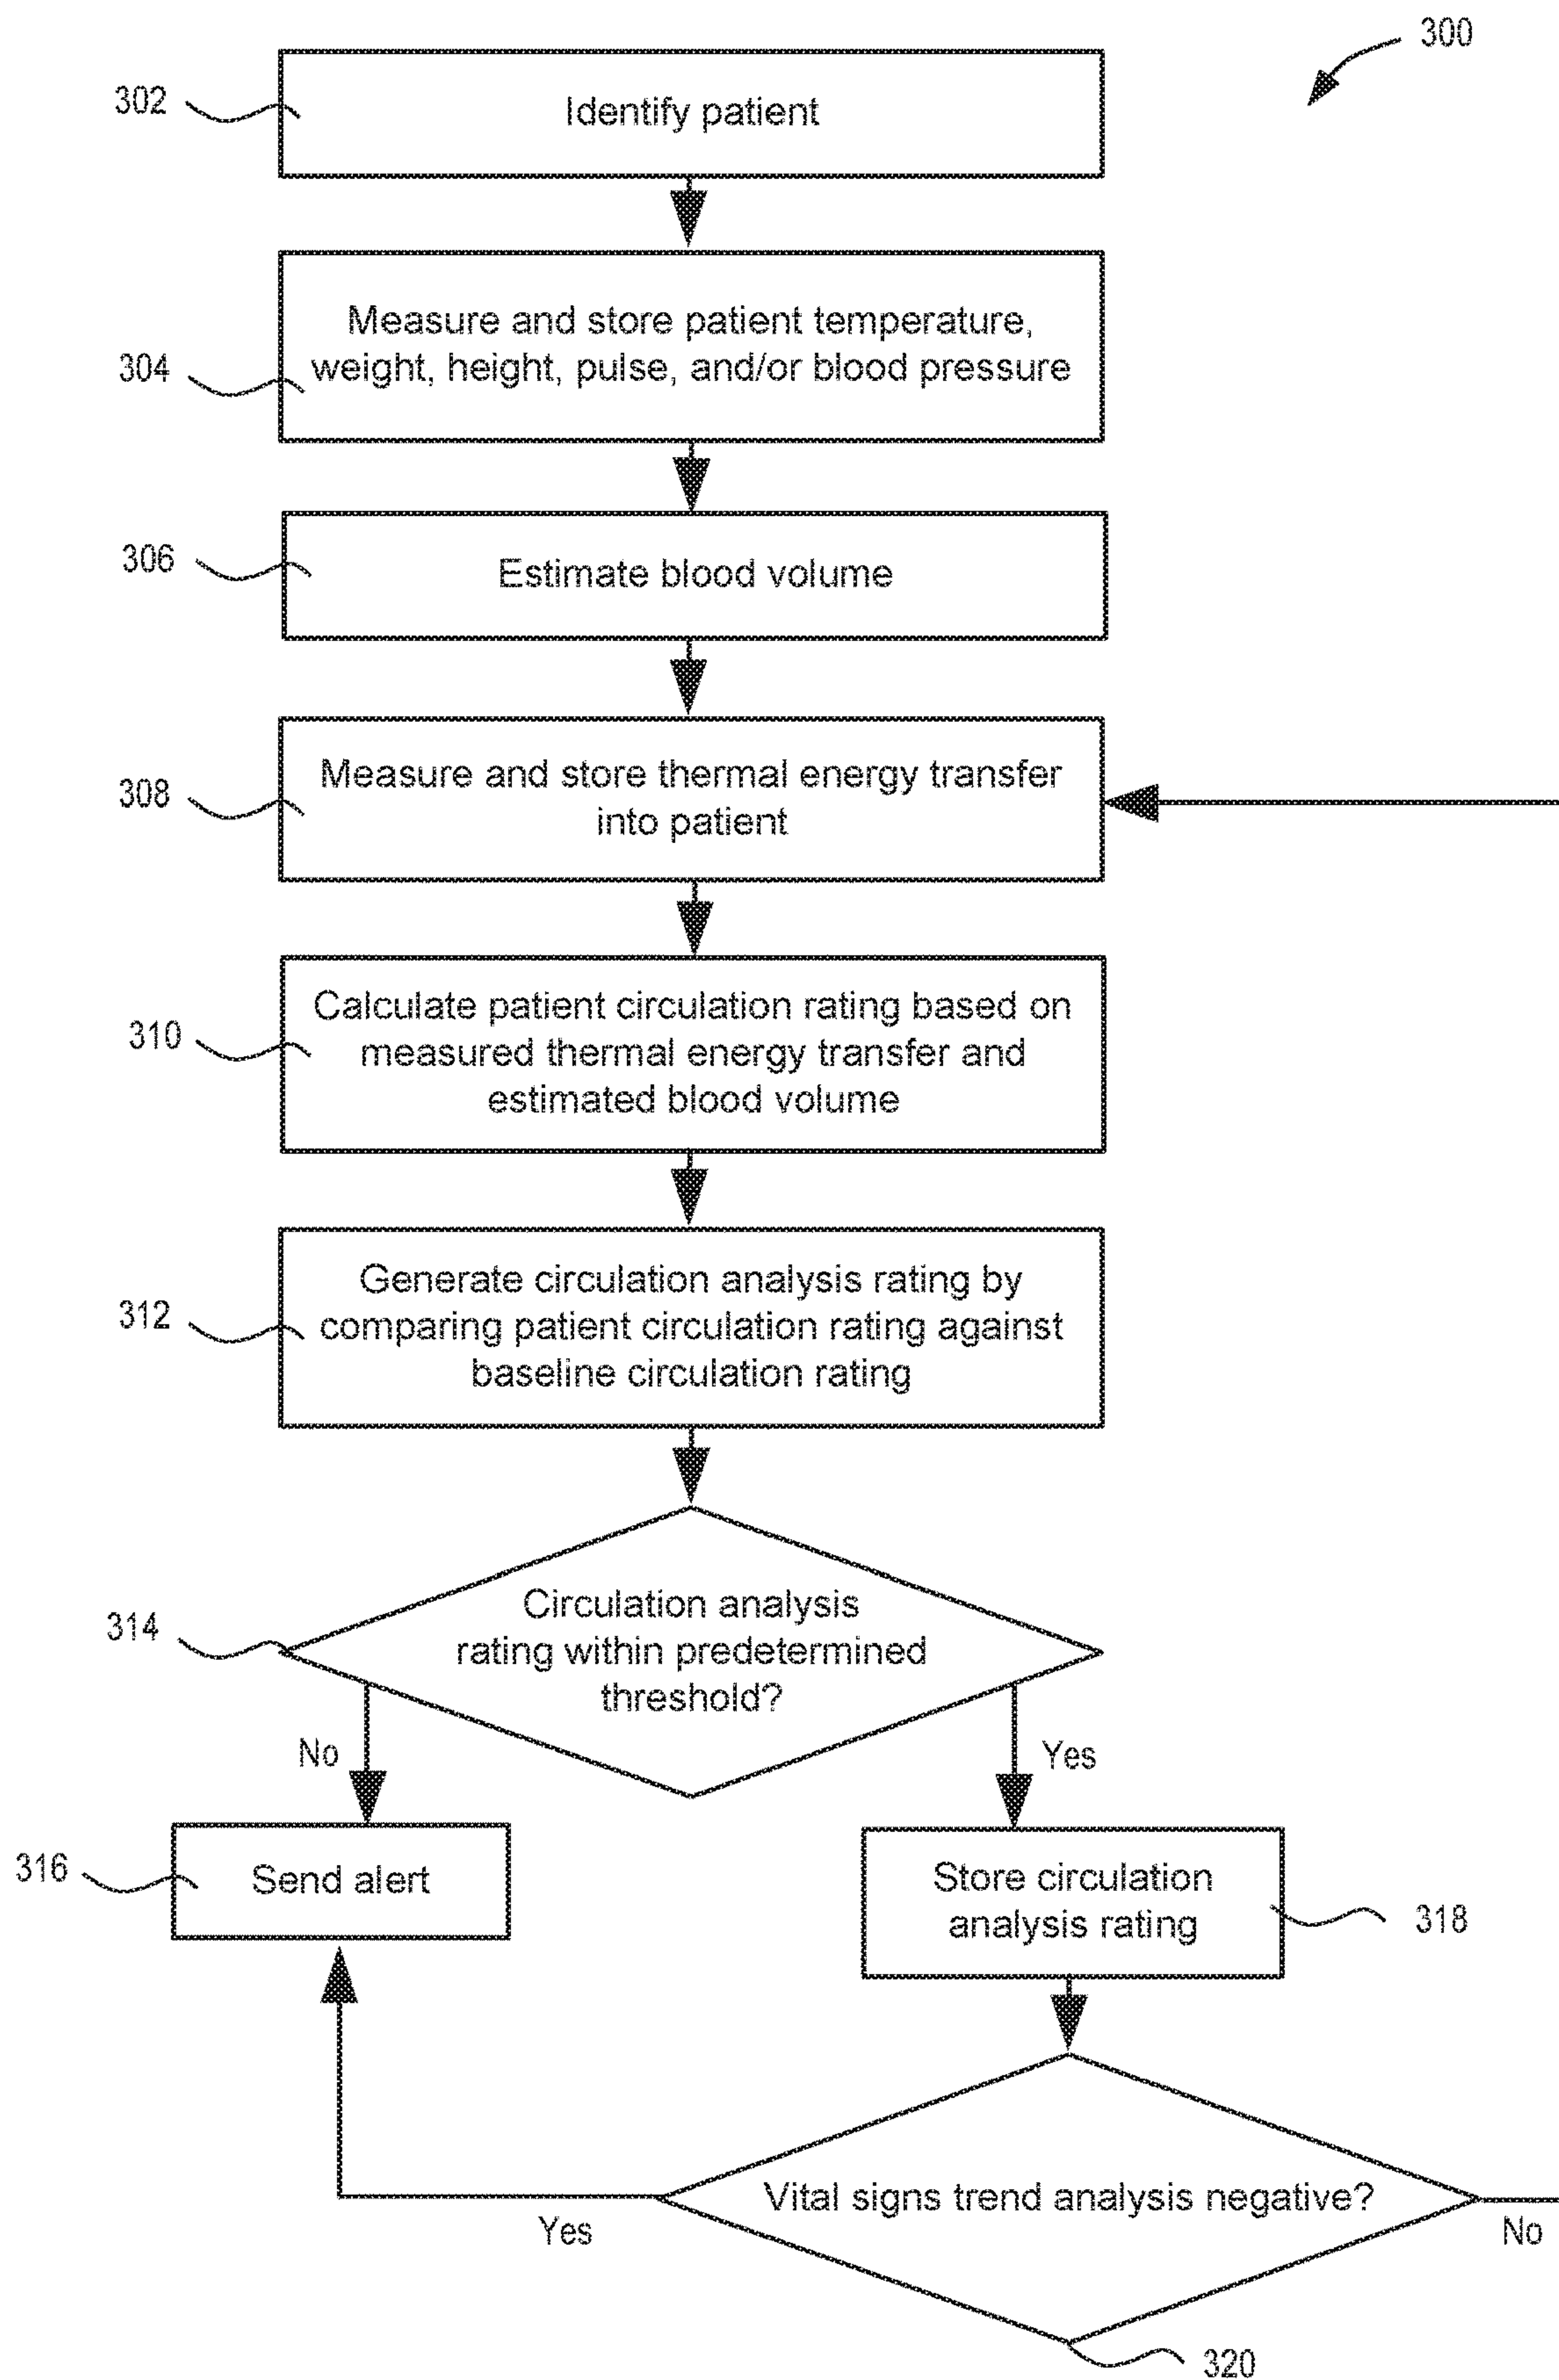 300
302
Identify patient
304
Measure and store patient temperature,
weight, height, pulse, and/or blood pressure
306
Estimate blood volume
308
Measure and store thermal energy transfer
into patient
310
Calculate patient circulation rating based on
measured thermal energy transfer and
estimated blood volume
312
Generate circulation analysis rating by
comparing patient circulation rating against
baseline circulation rating
314
Circulation analysis
rating within predetermined
threshold?
No
Yes
316
Send alert
Store circulation
analysis rating
318
Vital signs trend analysis negative?
Yes
No
320